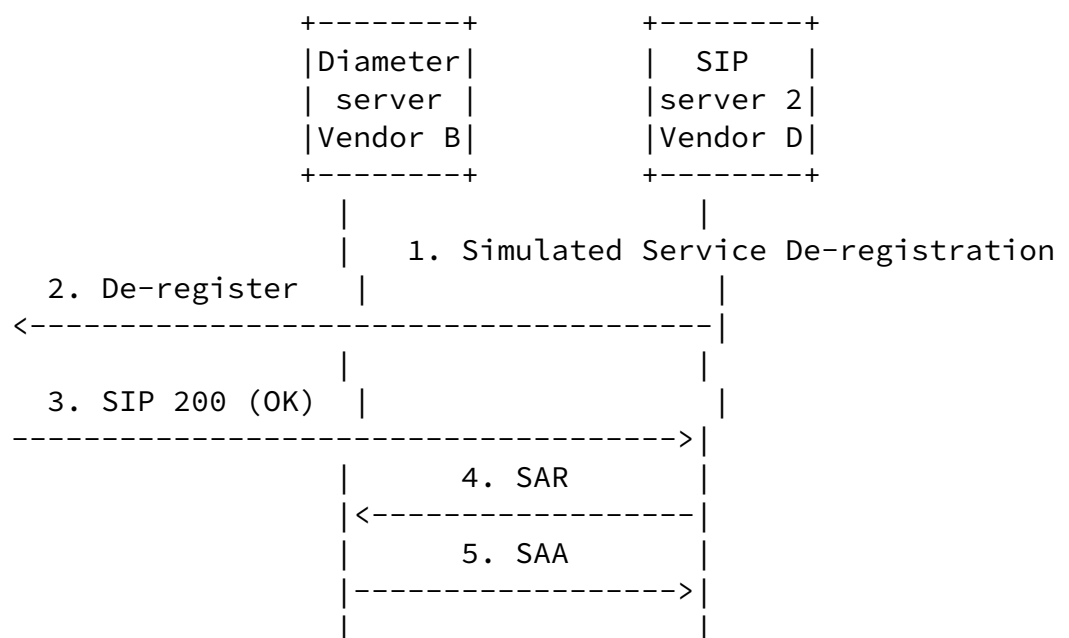 |Diameter| | SIP |
| server | |server 2|
|Vendor B| |Vendor D|
1. Simulated Service De-registration
2. De-register
3. SIP 200 (OK)
4. SAR
5. SAA